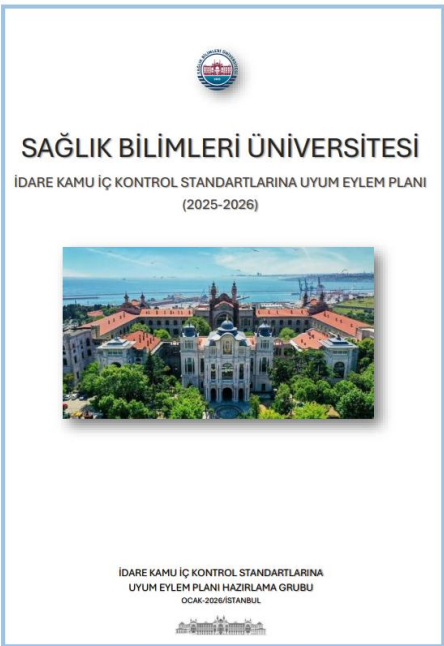 SAĞLIK BİLİMLERİ ÜNİVERSİTESİ
İDARE KAMU İÇ KONTROL STANDARTLARINA UYUM EYLEM PLANI
(2025-2026)
İDARE KAMU İÇ KONTROL STANDARTLARINA
UYUM EYLEM PLANI HAZIRLAMA GRUBU
OCAK-2026/İSTANBUL